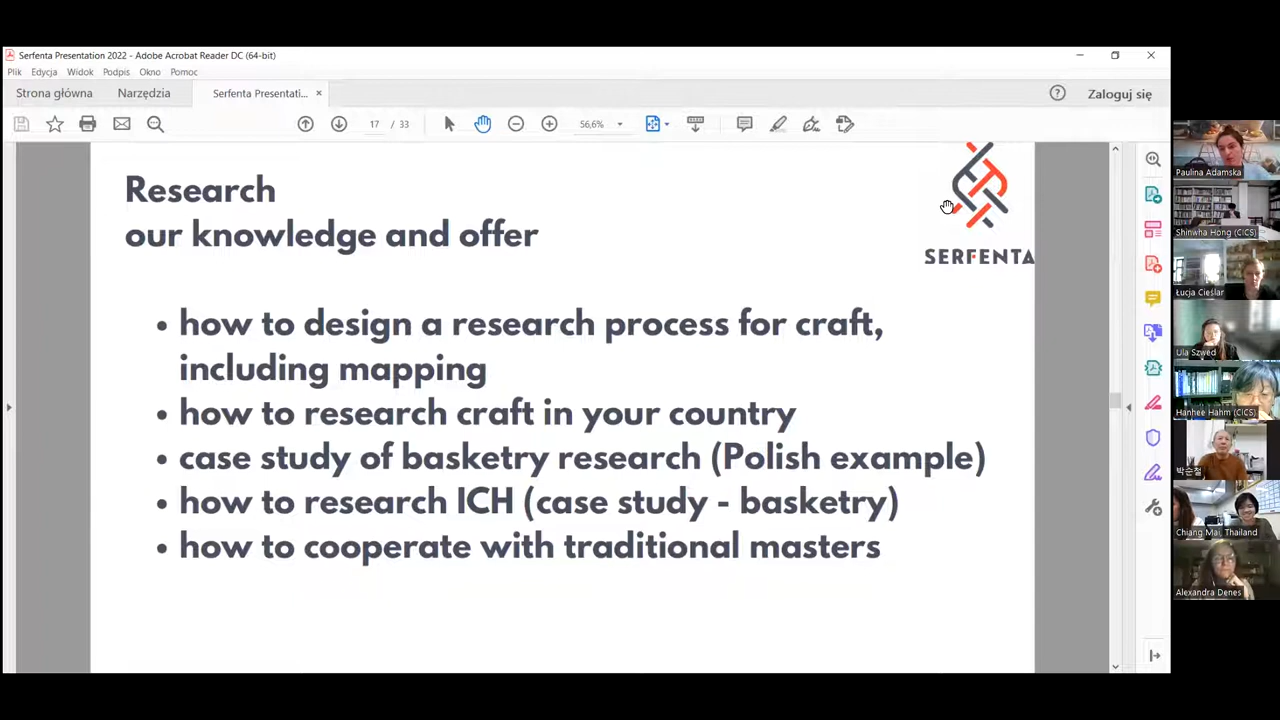 Serfenta Presentation 2022 - Adobe Acrobat Reader DC (64-bit)
Plik Edycja Widok Podpis Okno Pomoc
Strona główna Narzędzia Serfenta Presentati... × Zaloguj się
17 / 33 56,6%
Research
our knowledge and offer
SERFENTA
• how to design a research process for craft,
including mapping
• how to research craft in your country
• case study of basketry research (Polish example)
• how to research ICH (case study - basketry)
• how to cooperate with traditional masters
Paulina Adamska
Shinwha Hong (CICS)
Łucja Cieślar
Ula Szwed
Hanhee Hahm (CICS)
박순철
Chiang Mai, Thailand
Alexandra Denes